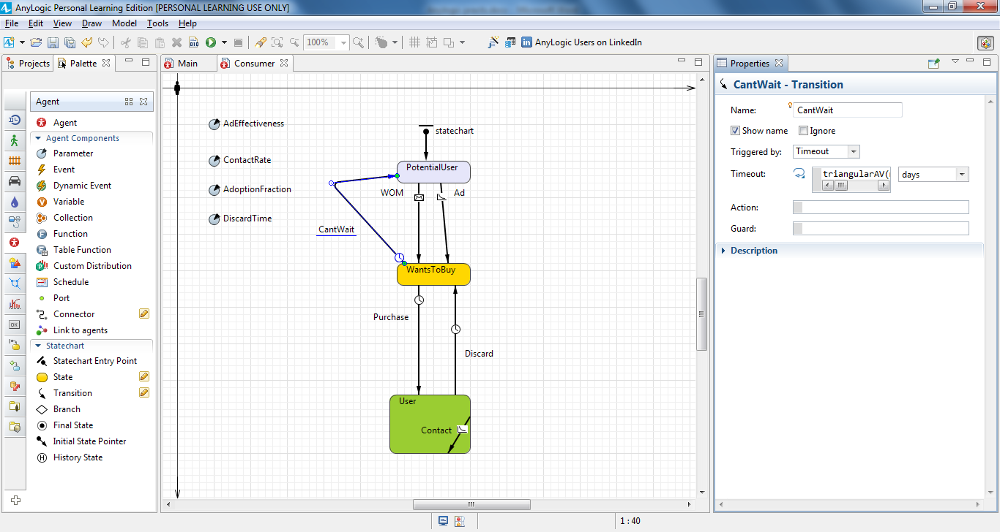 AnyLogic Personal Learning Edition [PERSONAL LEARNING USE ONLY]
File Edit View Draw Model Tools Help
100% AnyLogic Users on LinkedIn
Projects Palette Main Consumer Properties
Agent
Agent
Agent Components
Parameter
Event
Dynamic Event
Variable
Collection
Function
Table Function
Custom Distribution
Schedule
Port
Connector
Link to agents
Statechart
Statechart Entry Point
State
Transition
Branch
Final State
Initial State Pointer
History State
AdEffectiveness
ContactRate
AdoptionFraction
DiscardTime
statechart
PotentialUser
WOM Ad
CantWait
WantsToBuy
Purchase
Discard
User
Contact
CantWait - Transition
Name: CantWait
Show name Ignore
Triggered by: Timeout
Timeout: triangularAV( days
Action:
Guard:
Description
1 : 40